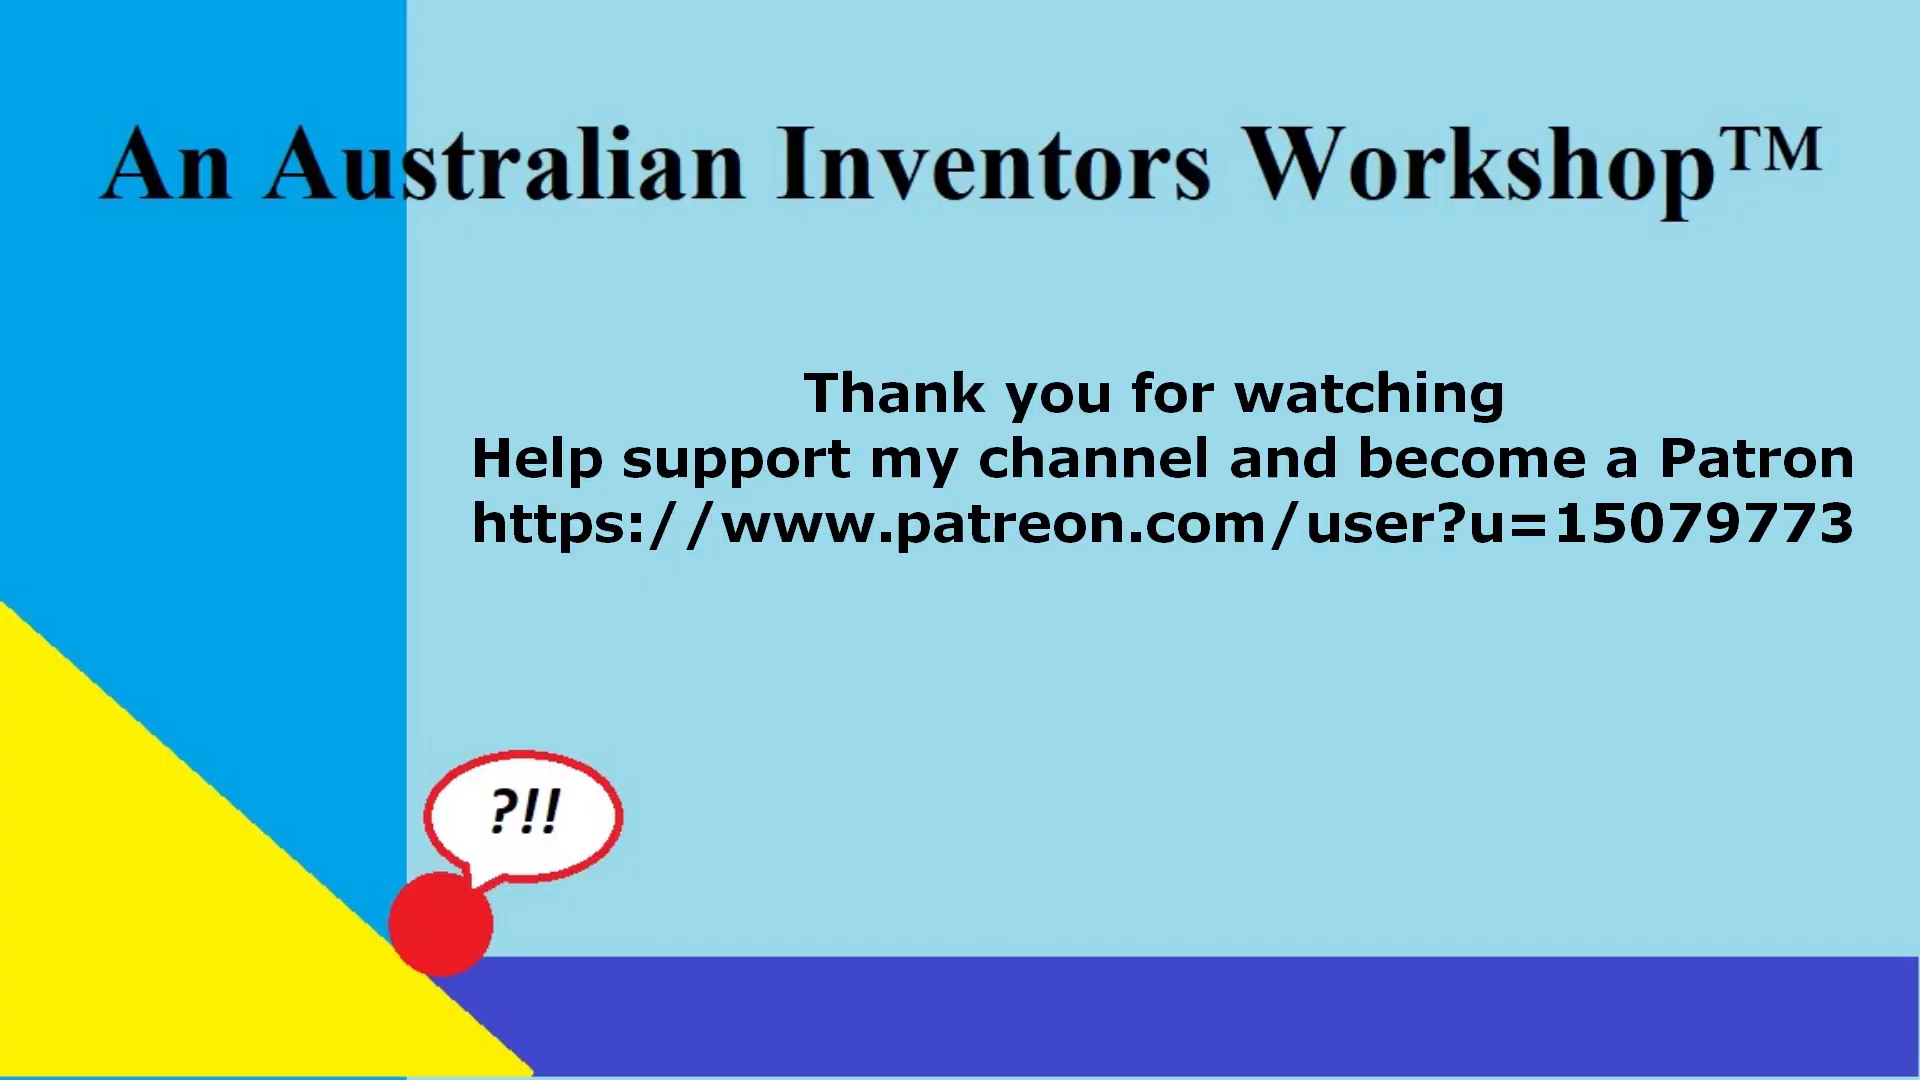 An Australian Inventors Workshop™
Thank you for watching
Help support my channel and become a Patron
https://www.patreon.com/user?u=15079773
?!!